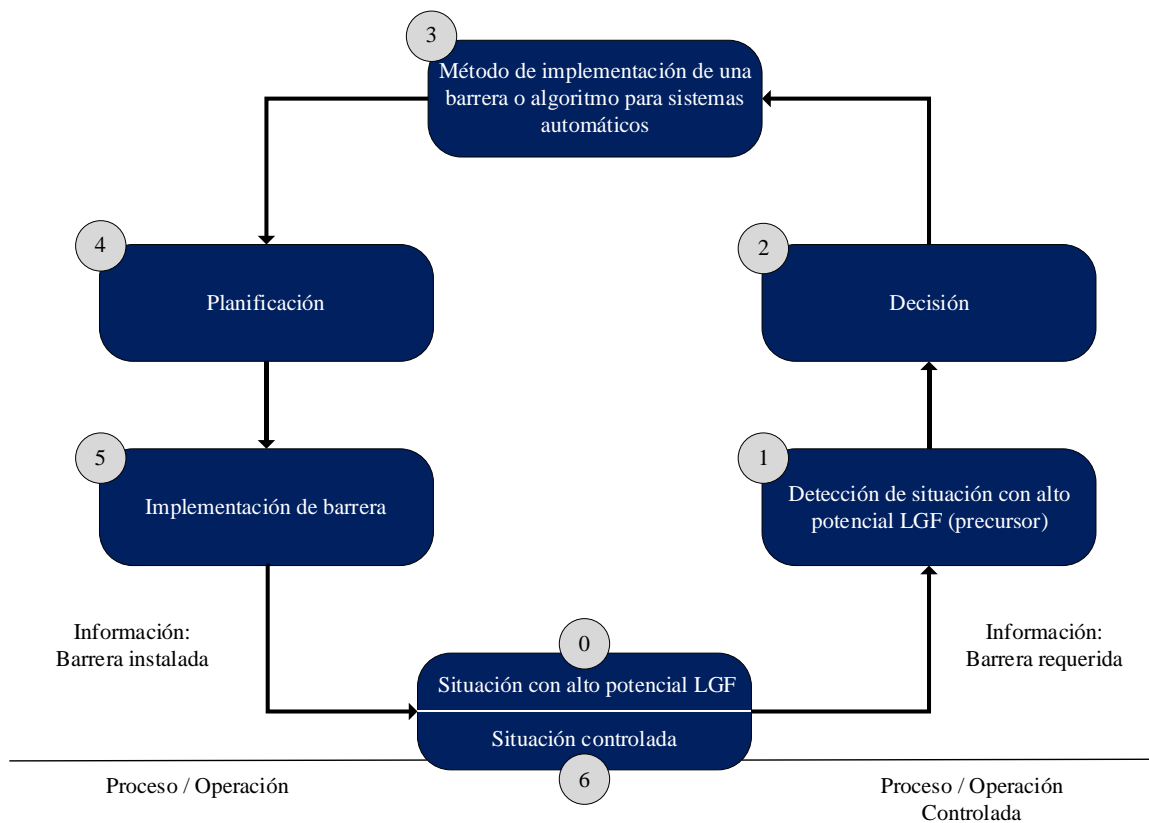 3
Método de implementación de una
barrera o algoritmo para sistemas
automáticos
4
Planificación
2
Decisión
5
Implementación de barrera
1
Detección de situación con alto
potencial LGF (precursor)
Información:
Barrera instalada
0
Situación con alto potencial LGF
Situación controlada
6
Información:
Barrera requerida
Proceso / Operación
Proceso / Operación
Controlada